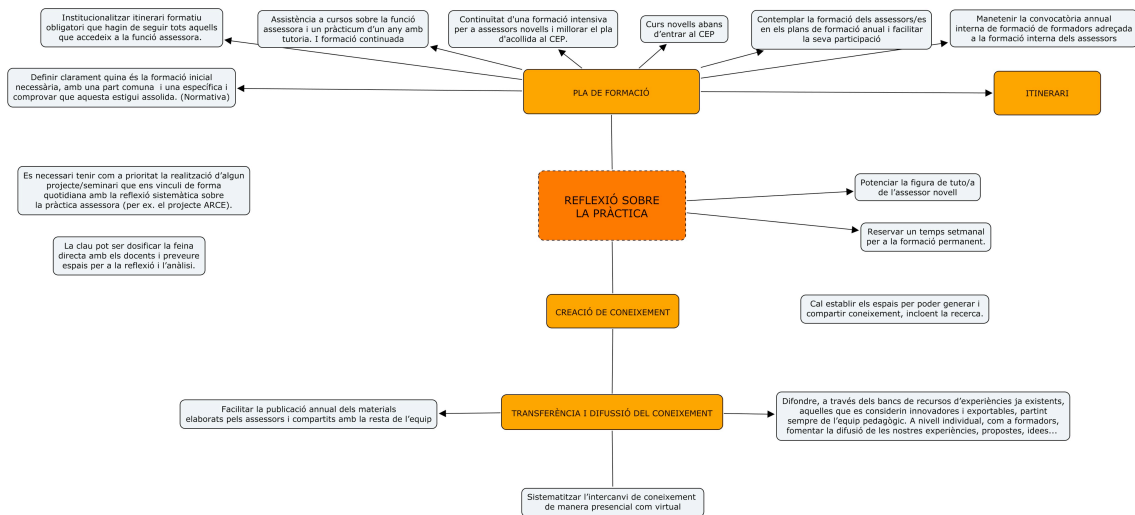 Institucionalitzar itinerari formatiu
obligatori que hagin de seguir tots aquells
que accedeix a la funció assessora.
Assistència a cursos sobre la funció
assessora i un pràcticum d'un any amb
tutoria. I formació continuada
Continuïtat d'una formació intensiva
per a assessors novells i millorar el pla
d'acollida al CEP.
Curs novells abans
d'entrar al CEP
Contemplar la formació dels assessors/es
en els plans de formació anual i facilitar
la seva participació
Manetenir la convocatòria annual
interna de formació de formadors adreçada
a la formació interna dels assessors
Definir clarament quina és la formació inicial
necessària, amb una part comuna i una específica i
comprovar que aquesta estigui assolida. (Normativa)
PLA DE FORMACIÓ
ITINERARI
Es necessari tenir com a prioritat la realització d'algun
projecte/seminari que ens vinculi de forma
quotidiana amb la reflexió sistemàtica sobre
la pràctica assessora (per ex. el projecte ARCE).
REFLEXIÓ SOBRE
LA PRÀCTICA
Potenciar la figura de tuto/a
de l'assessor novell
Reservar un temps setmanal
per a la formació permanent.
La clau pot ser dosificar la feina
directa amb els docents i preveure
espais per a la reflexió i l'anàlisi.
CREACIÓ DE CONEIXEMENT
Cal establir els espais per poder generar i
compartir coneixement, incloent la recerca.
Facilitar la publicació annual dels materials
elaborats pels assessors i compartits amb la resta de l'equip
TRANSFERÈNCIA I DIFUSSIÓ DEL CONEIXEMENT
Difondre, a través dels bancs de recursos d'experiències ja existents,
aquelles que es considerin innovadores i exportables, partint
sempre de l'equip pedagògic. A nivell individual, com a formadors,
fomentar la difusió de les nostres experiències, propostes, idees...
Sistematitzar l'intercanvi de coneixement
de manera presencial com virtual